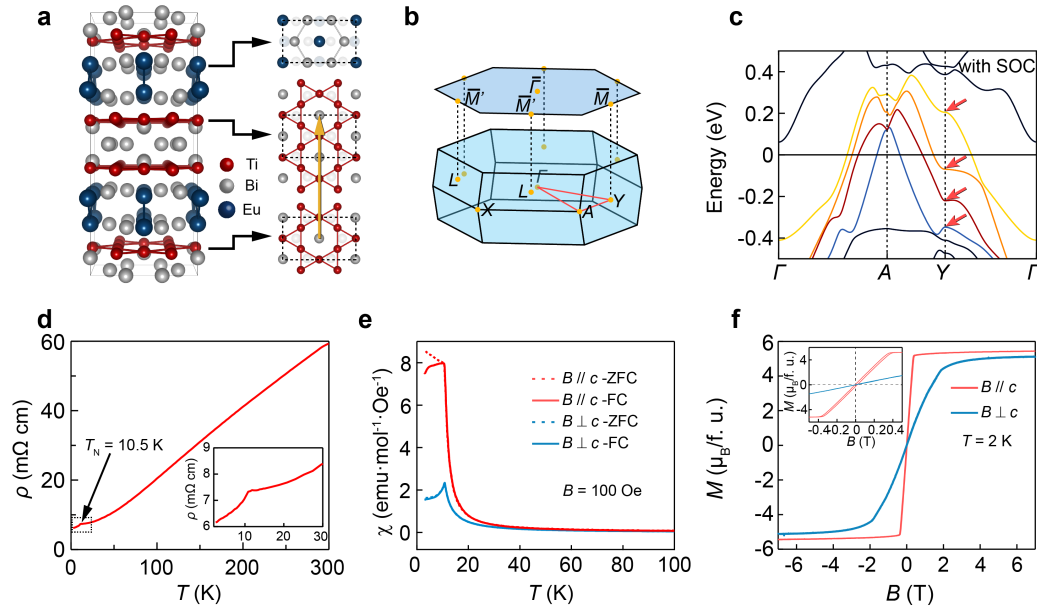 a
Ti
Bi
Eu
b
Γ̅
M̅'
M̅'
M̅
L
L
Γ
Y
X
A
c
with SOC
Energy (eV)
0.4
0.2
0
-0.2
-0.4
Γ
A
Y
Γ
d
ρ (mΩ cm)
60
40
20
0
T_N = 10.5 K
ρ (mΩ cm)
9
8
7
6
10
20
30
0
100
200
300
T (K)
e
χ (emu·mol⁻¹·Oe⁻¹)
8
6
4
2
0
B // c -ZFC
B // c -FC
B ⊥ c -ZFC
B ⊥ c -FC
B = 100 Oe
0
20
40
60
80
100
T (K)
f
M (μ_B/f. u.)
6
4
2
0
-2
-4
-6
M (μ_B/f. u.)
4
0
-4
-0.4
-0.2
0
0.2
0.4
B (T)
B // c
B ⊥ c
T = 2 K
-6
-4
-2
0
2
4
6
B (T)